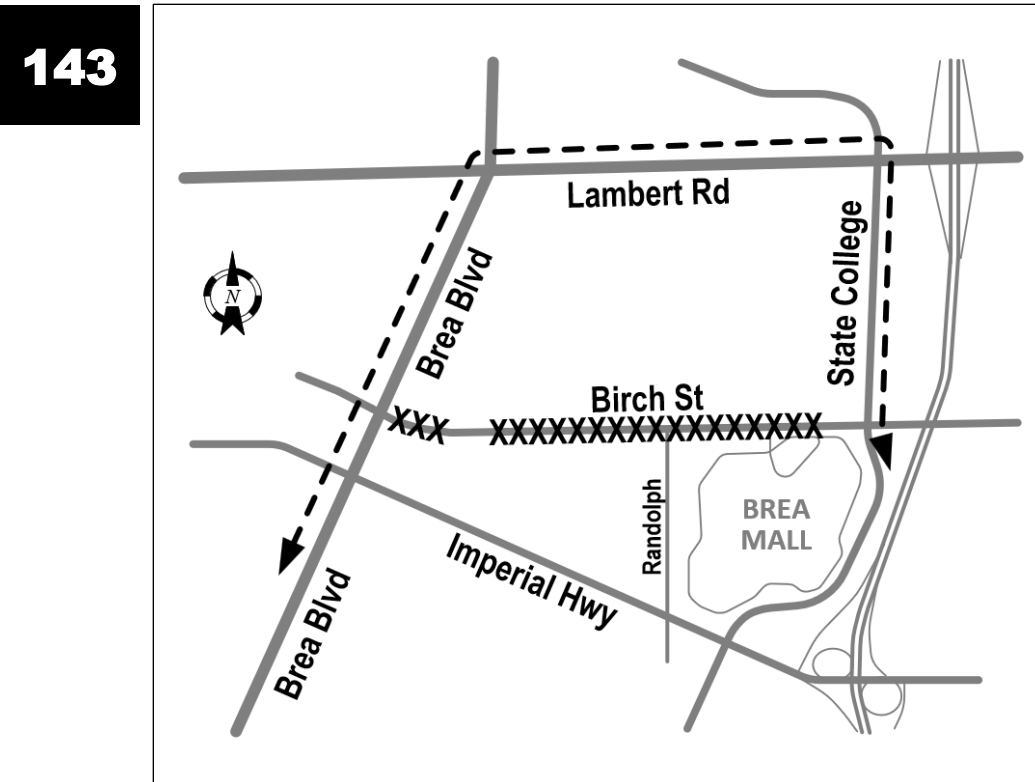 143
Lambert Rd
State College
Brea Blvd
N
Birch St
XXX
XXXXXXXXXXXXXXXXX
Randolph
BREA
MALL
Imperial Hwy
Brea Blvd